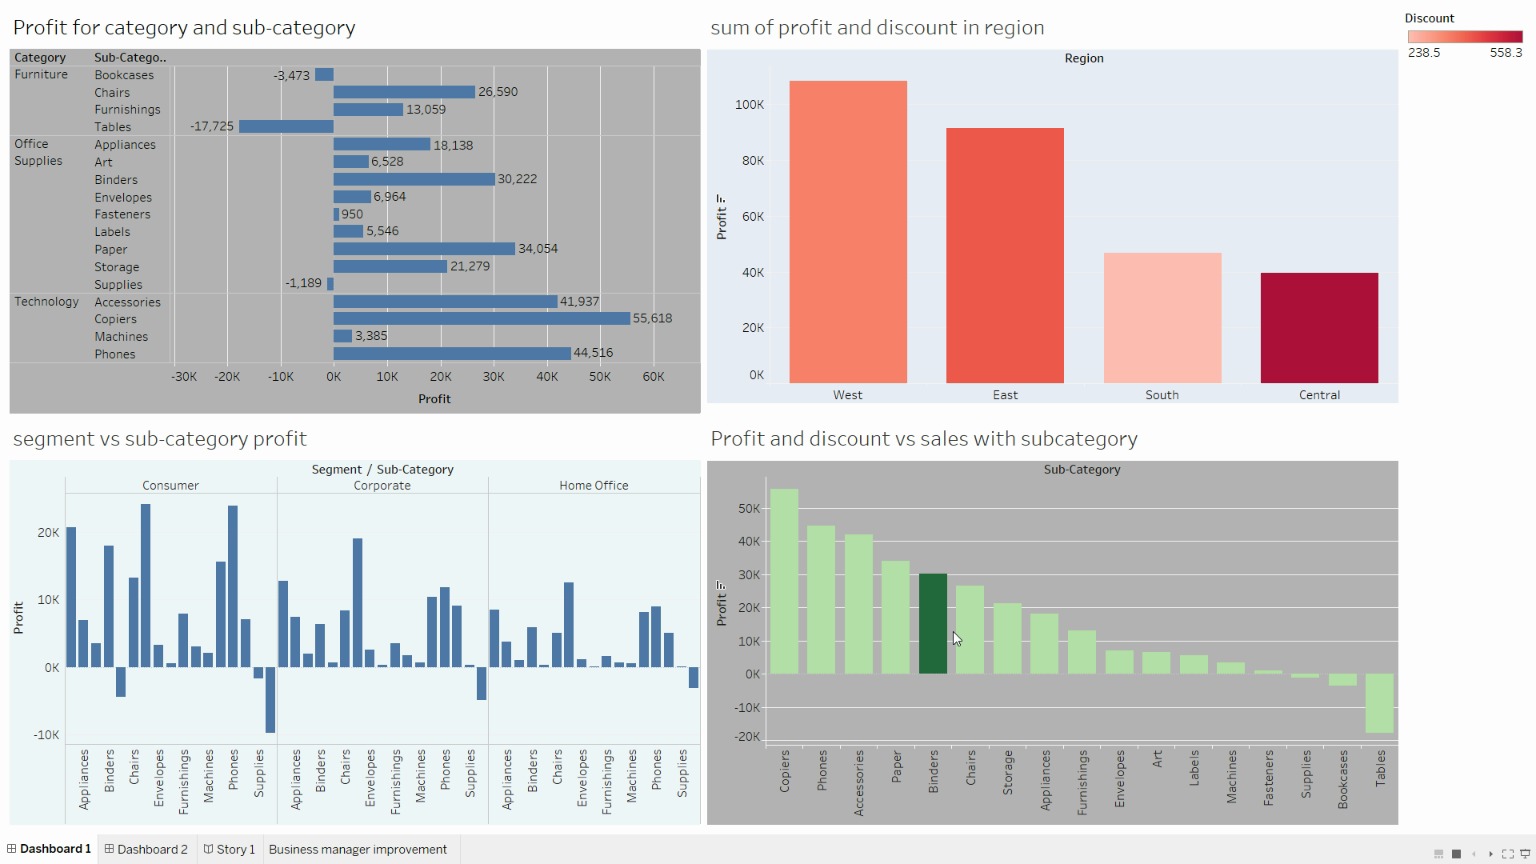 Profit for category and sub-category
Category Sub-Catego..
Furniture Bookcases -3,473
Chairs 26,590
Furnishings 13,059
Tables -17,725
Office Supplies Appliances 18,138
Art 6,528
Binders 30,222
Envelopes 6,964
Fasteners 950
Labels 5,546
Paper 34,054
Storage 21,279
Supplies -1,189
Technology Accessories 41,937
Copiers 55,618
Machines 3,385
Phones 44,516
-30K -20K -10K 0K 10K 20K 30K 40K 50K 60K
Profit
sum of profit and discount in region
Region
Profit
100K
80K
60K
40K
20K
0K
West East South Central
Discount
238.5 558.3
segment vs sub-category profit
Segment / Sub-Category
Consumer Corporate Home Office
Profit
20K
10K
0K
-10K
Appliances Binders Chairs Envelopes Furnishings Machines Phones Supplies Appliances Binders Chairs Envelopes Furnishings Machines Phones Supplies Appliances Binders Chairs Envelopes Furnishings Machines Phones Supplies
Profit and discount vs sales with subcategory
Sub-Category
Profit
50K
40K
30K
20K
10K
0K
-10K
-20K
Copiers Phones Accessories Paper Binders Chairs Storage Appliances Furnishings Envelopes Art Labels Machines Fasteners Supplies Bookcases Tables
Dashboard 1 Dashboard 2 Story 1 Business manager improvement